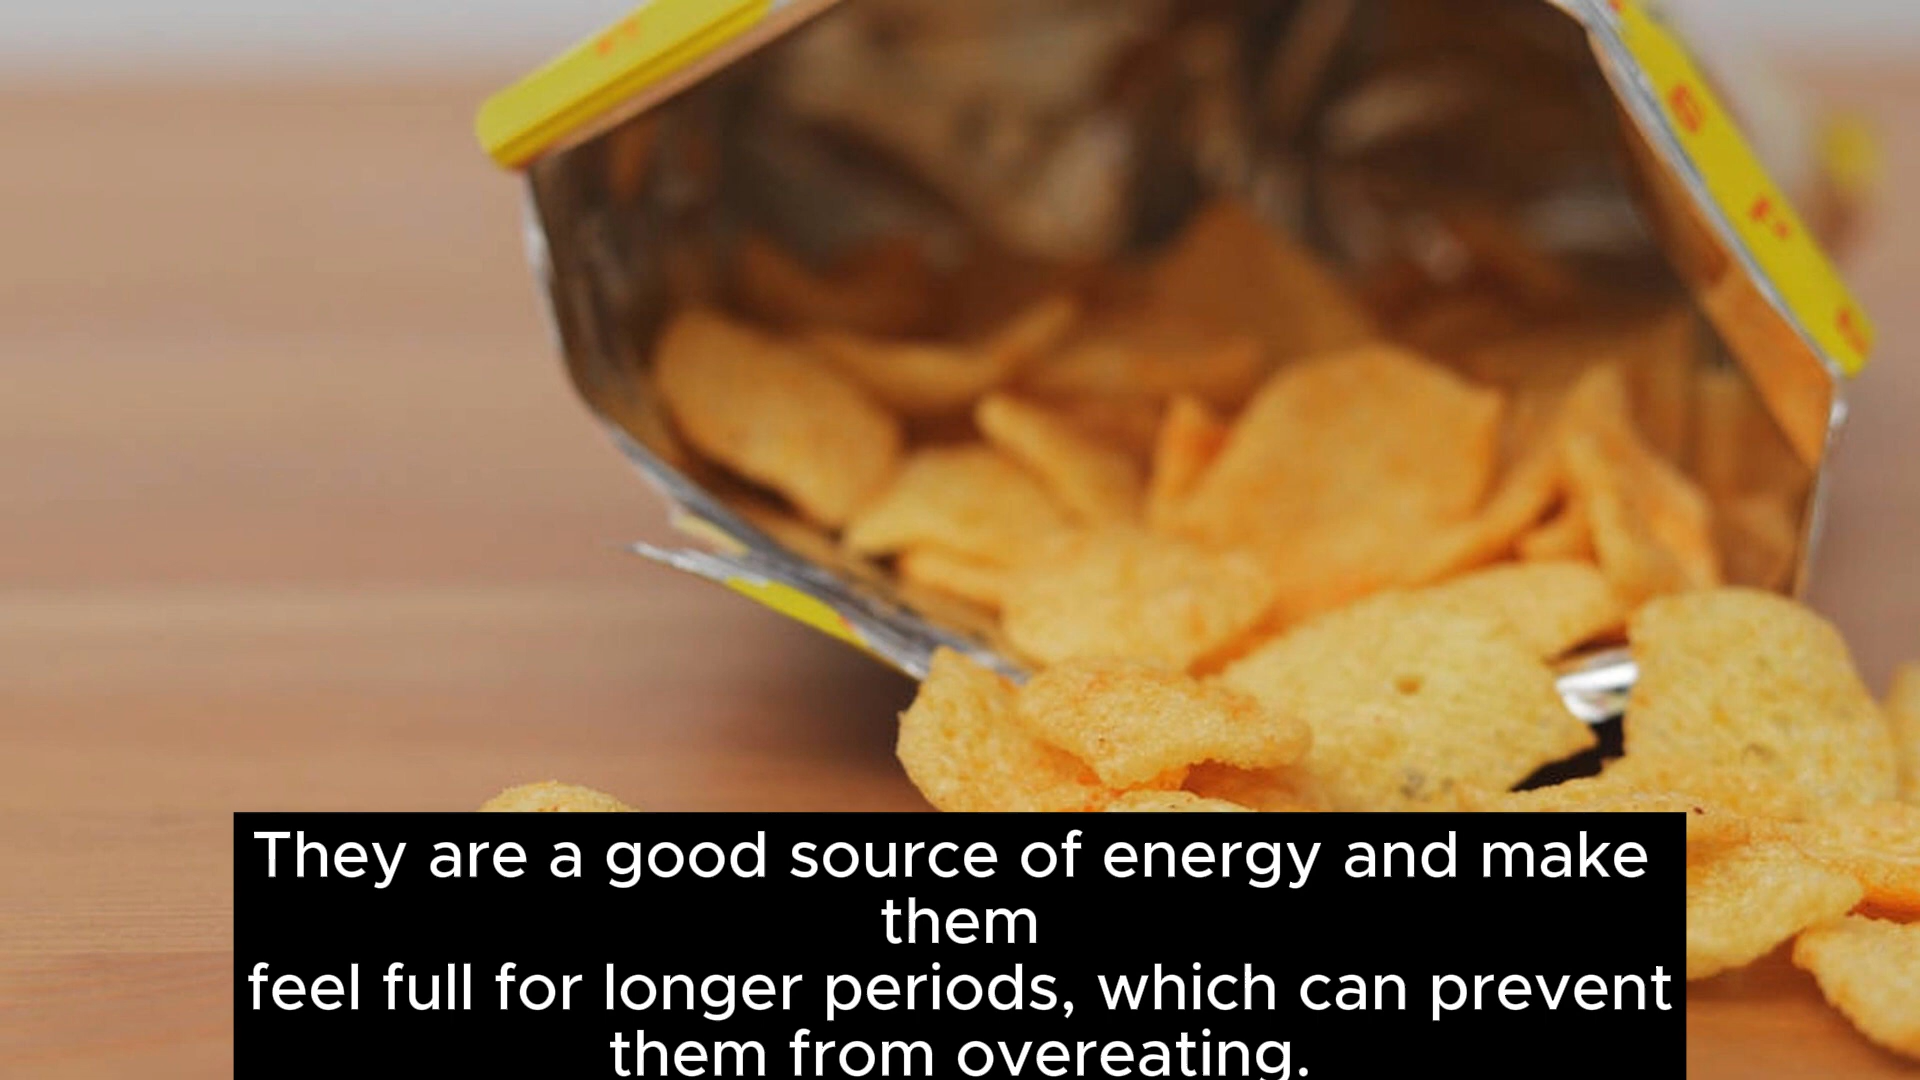 They are a good source of energy and make
them
feel full for longer periods, which can prevent
them from overeating.